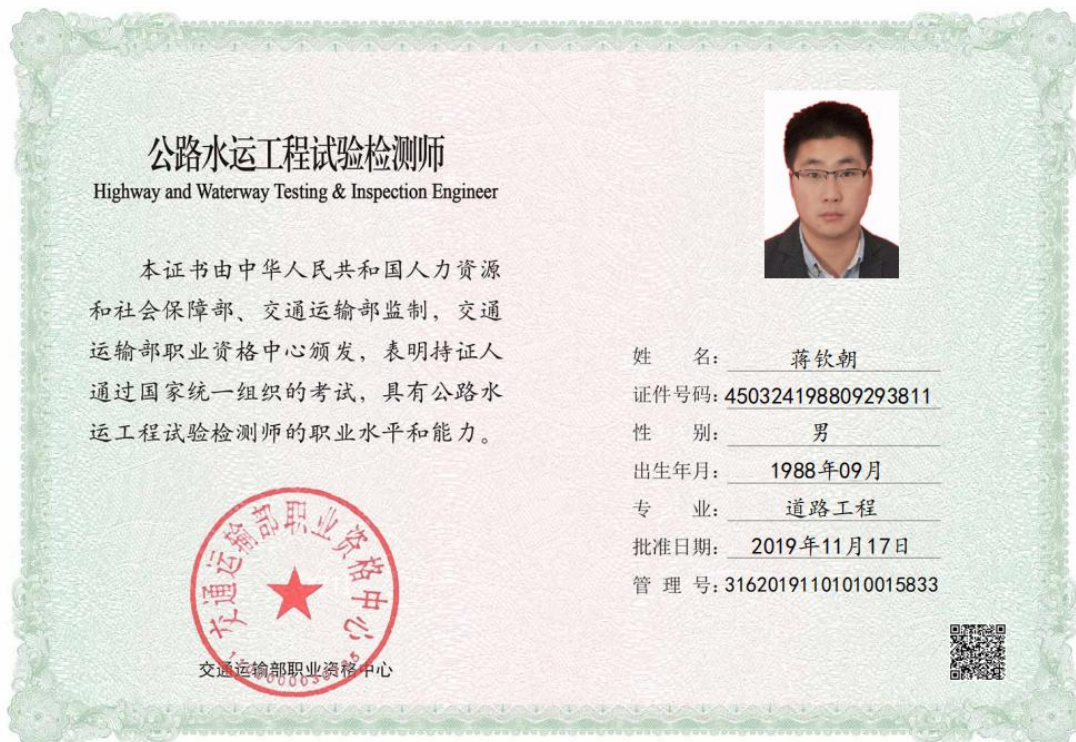 公路水运工程试验检测师
Highway and Waterway Testing & Inspection Engineer
本证书由中华人民共和国人力资源
和社会保障部、交通运输部监制，交通
运输部职业资格中心颁发，表明持证人
通过国家统一组织的考试，具有公路水
运工程试验检测师的职业水平和能力。
交通运输部职业资格中心
交通运输部职业资格中心
姓 名： 蒋钦朝
证件号码：450324198809293811
性 别： 男
出生年月： 1988年09月
专 业： 道路工程
批准日期： 2019年11月17日
管 理 号：31620191101010015833